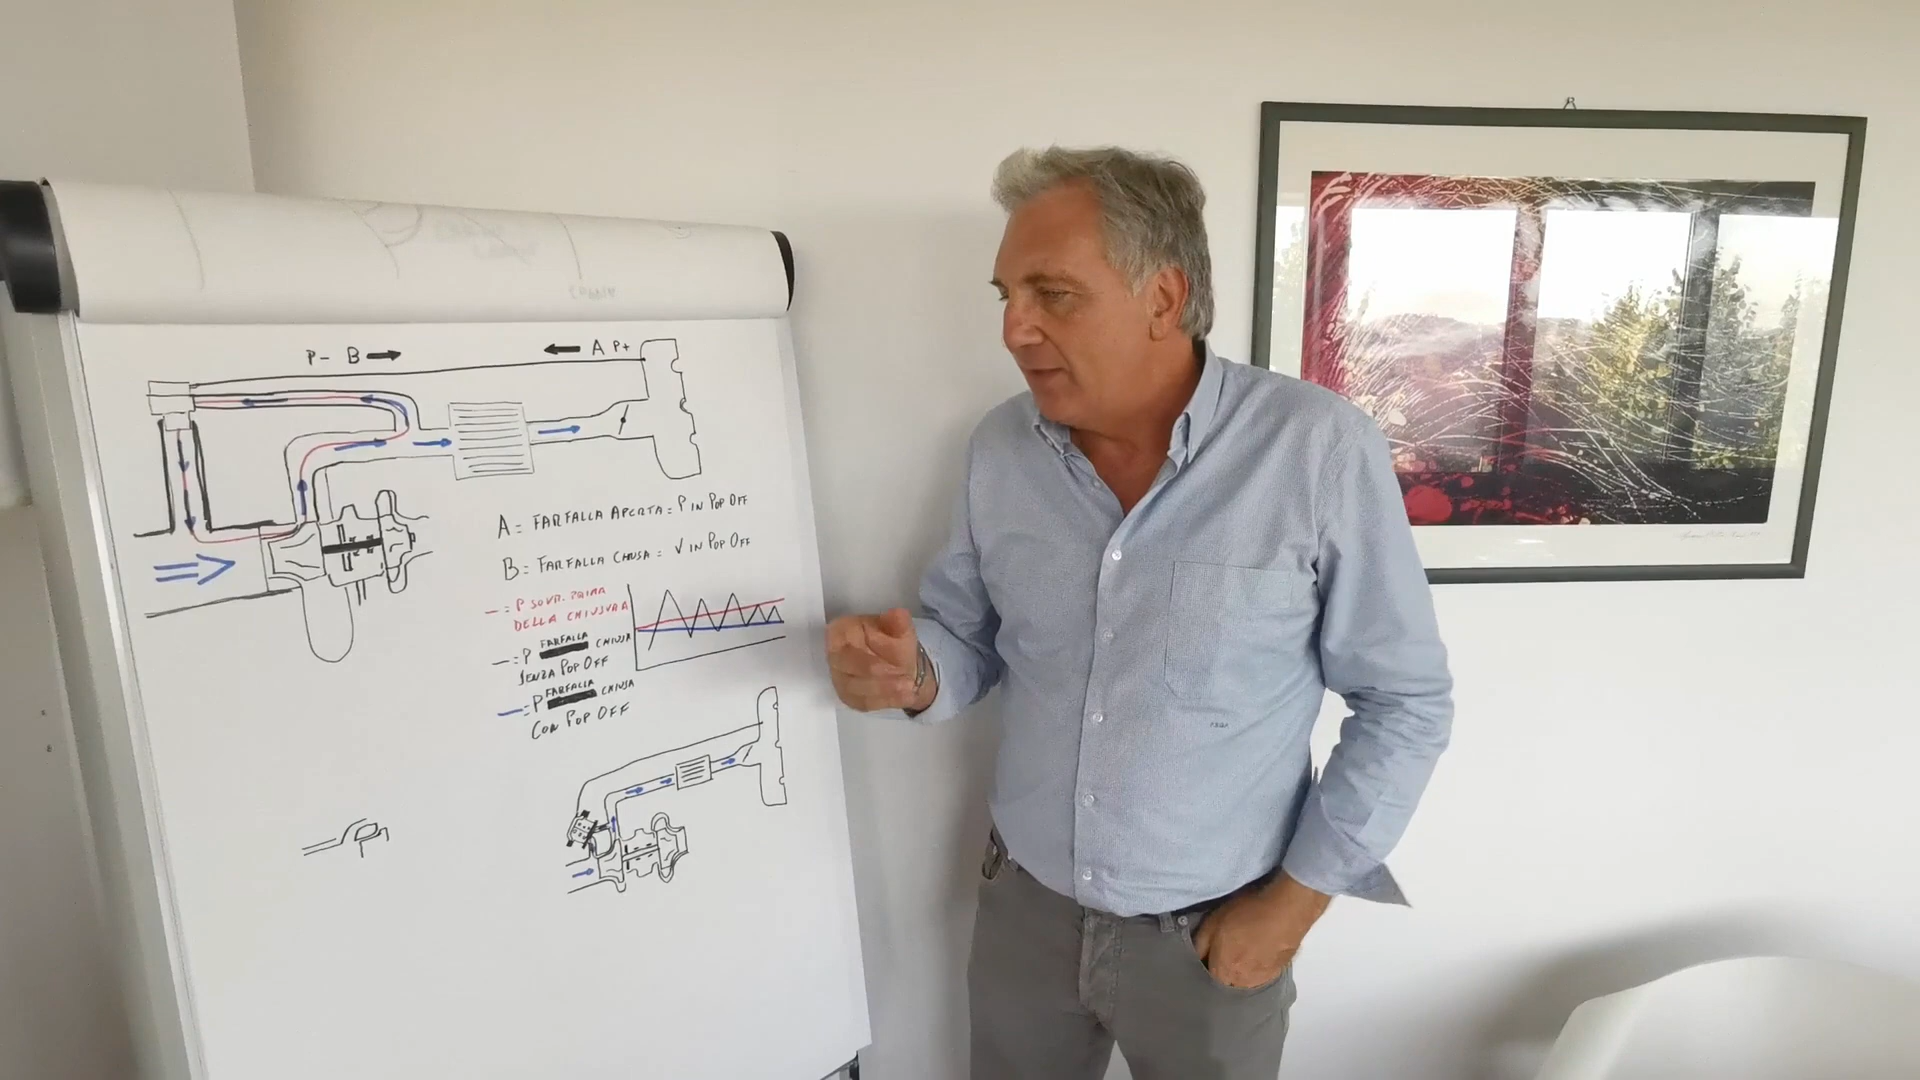 P- B
A P+
A = FARFALLA APERTA = P IN POP OFF
B = FARFALLA CHIUSA = V IN POP OFF
- = P SOVR. PRIMA
DELLA CHIUSURA
- = P FARFALLA CHIUSA
SENZA POP OFF
- = P FARFALLA CHIUSA
CON POP OFF